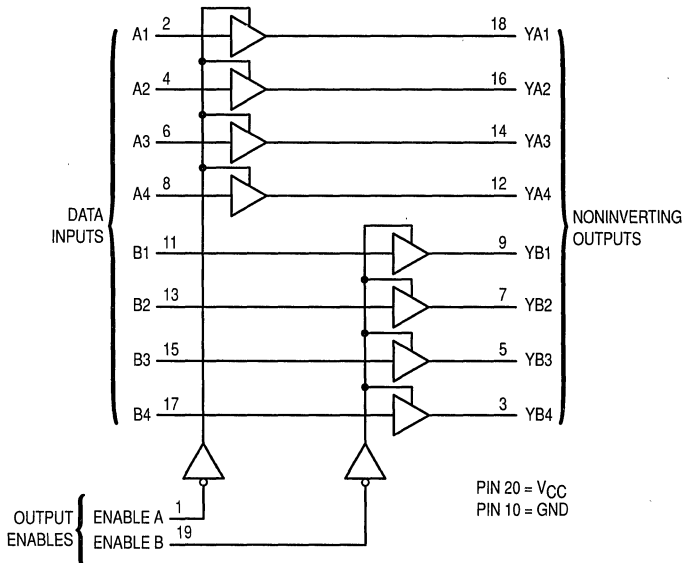 A1 2 18 YA1
A2 4 16 YA2
A3 6 14 YA3
A4 8 12 YA4
DATA
INPUTS
NONINVERTING
OUTPUTS
B1 11 9 YB1
B2 13 7 YB2
B3 15 5 YB3
B4 17 3 YB4
PIN 20 = VCC
PIN 10 = GND
OUTPUT
ENABLES
ENABLE A 1
ENABLE B 19